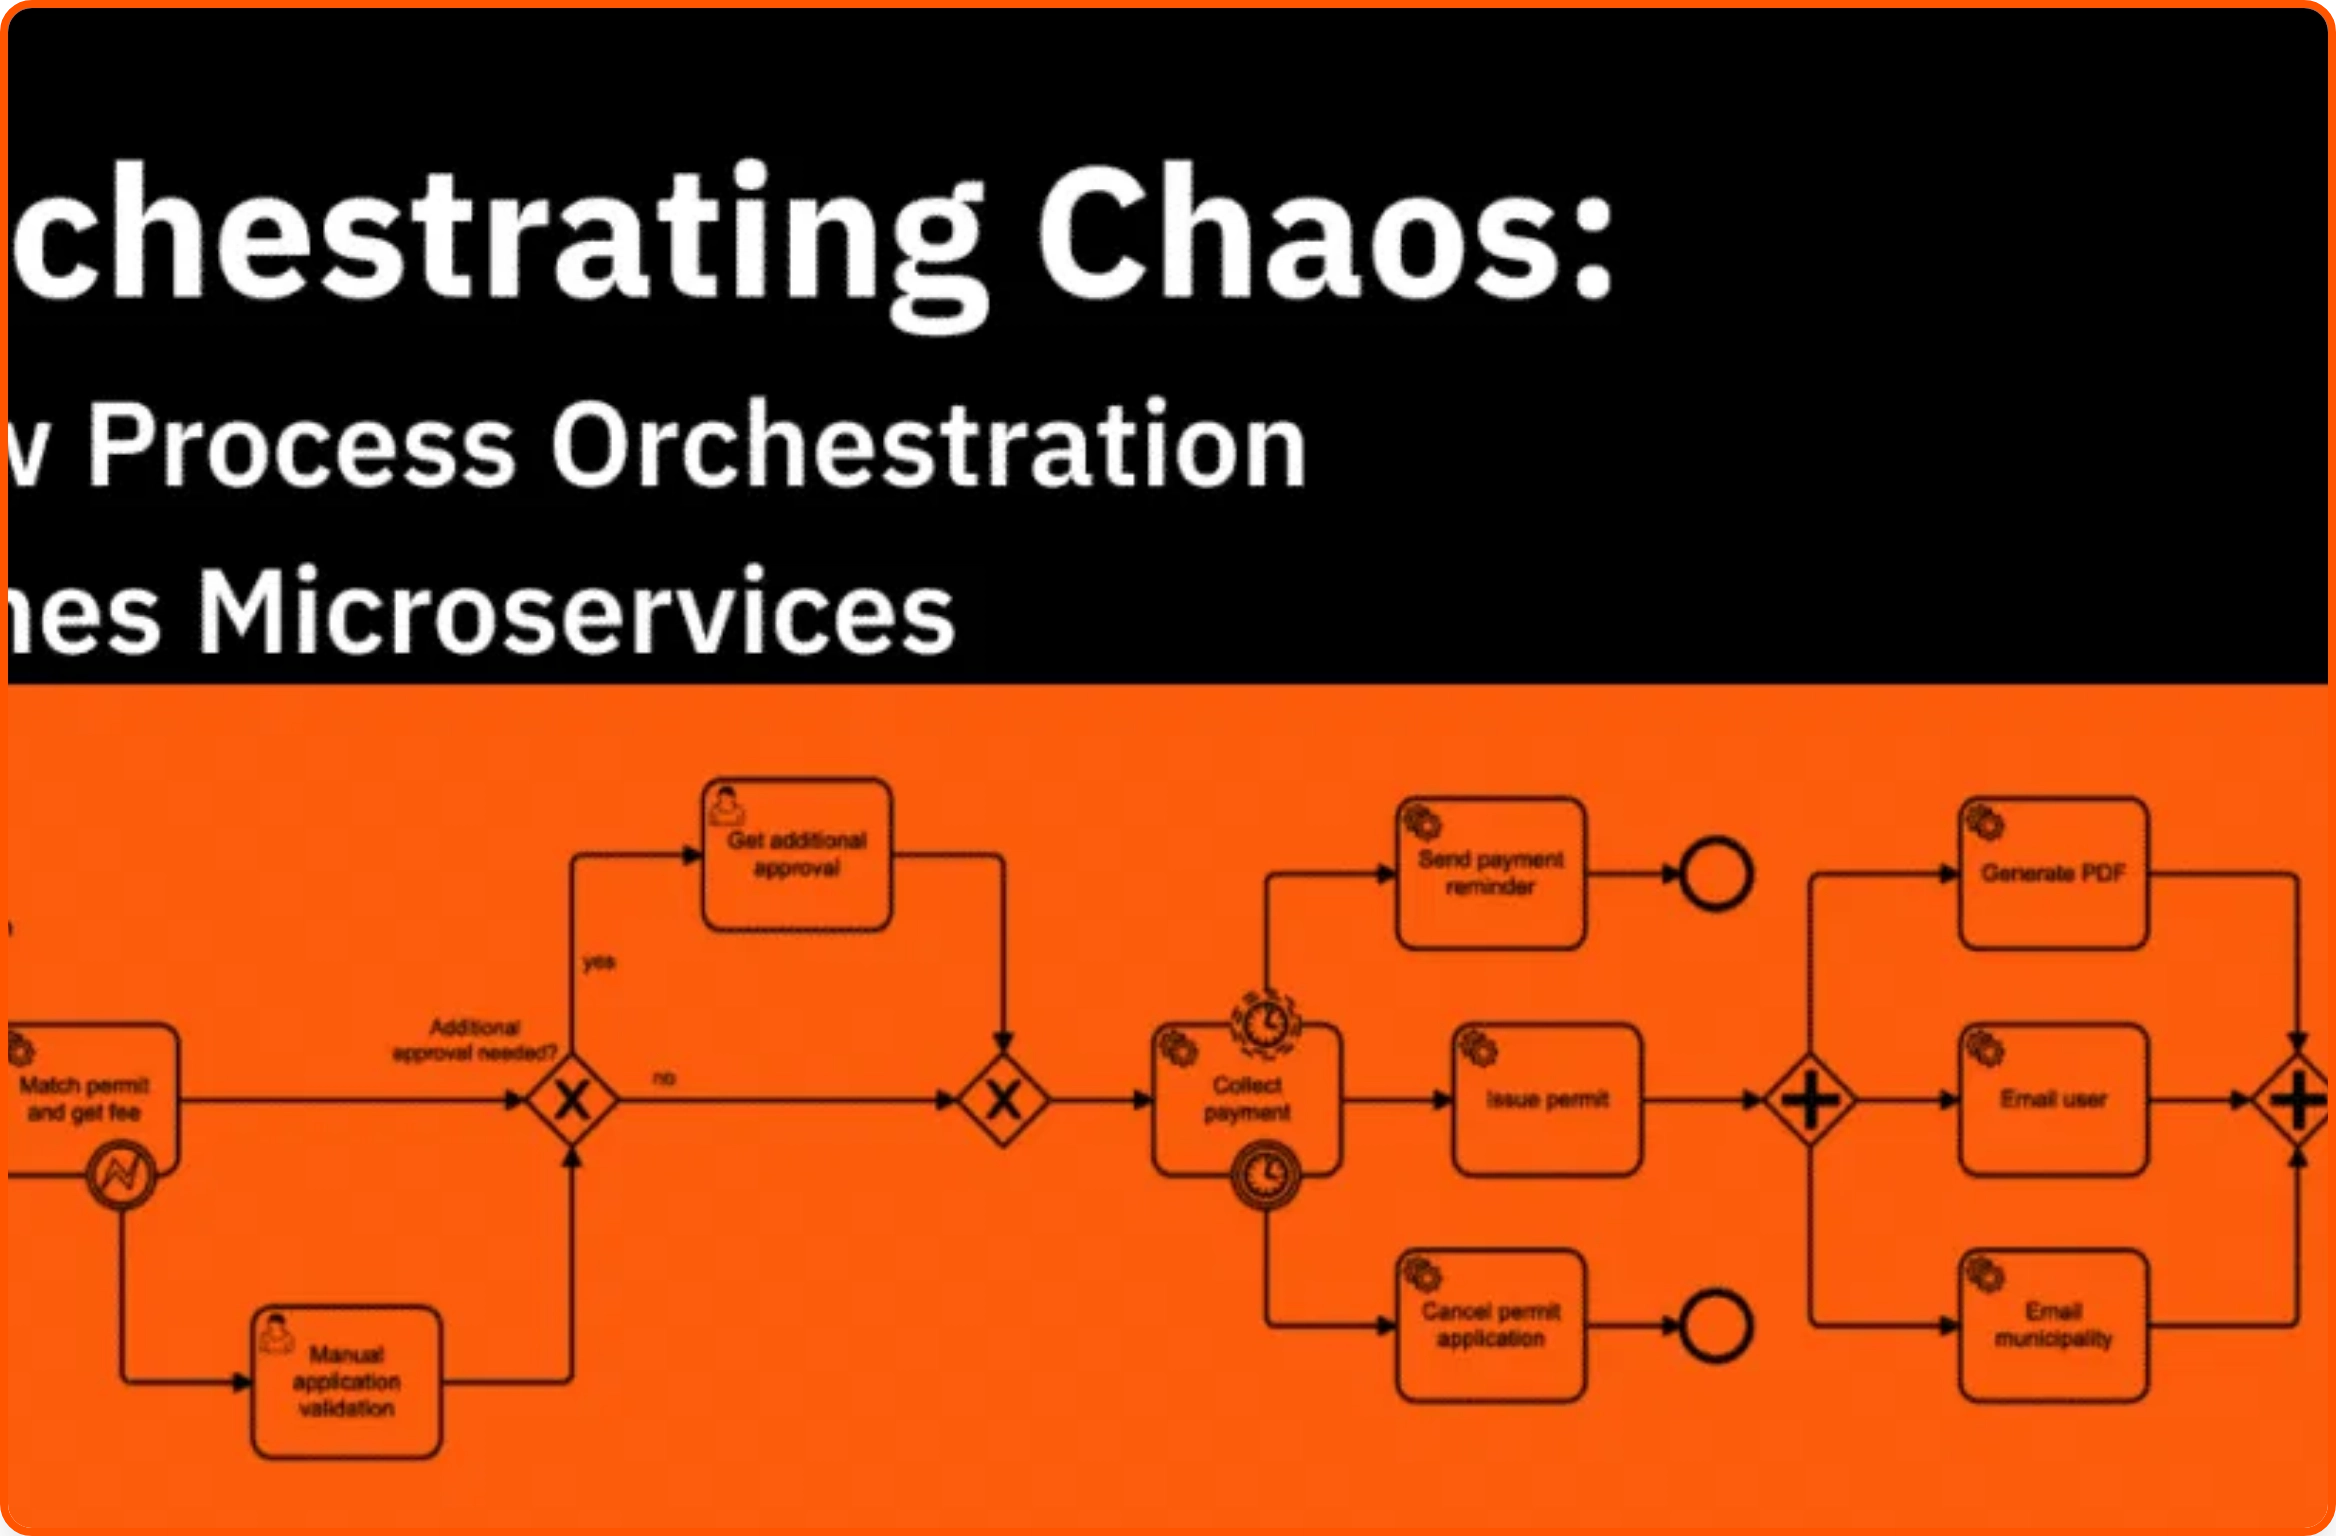 chestrating Chaos:
Process Orchestration
Microservices
Get additional
approval
Send payment
reminder
Generate PDF
yes
Additional
approval needed?
no
Match permit
and get fee
Collect
payment
Issue permit
Email user
Manual
application
validation
Cancel permit
application
Email
municipality